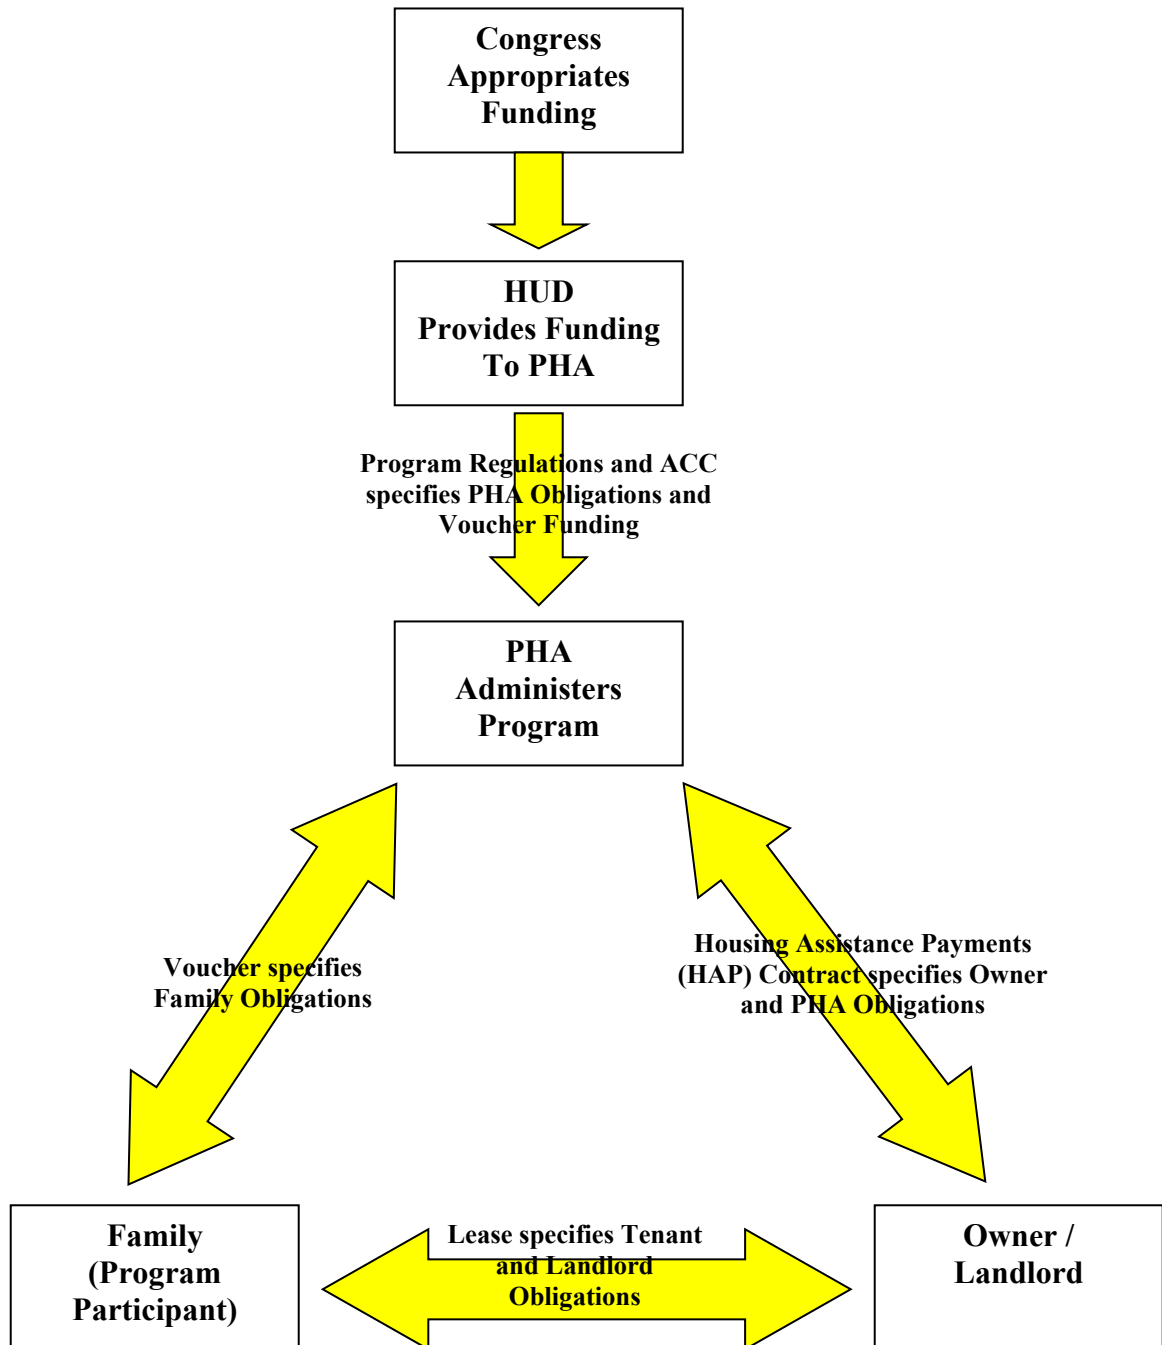 Congress
Appropriates
Funding
HUD
Provides Funding
To PHA
Program Regulations and ACC
specifies PHA Obligations and
Voucher Funding
PHA
Administers
Program
Voucher specifies
Family Obligations
Housing Assistance Payments
(HAP) Contract specifies Owner
and PHA Obligations
Family
(Program
Participant)
Lease specifies Tenant
and Landlord
Obligations
Owner /
Landlord